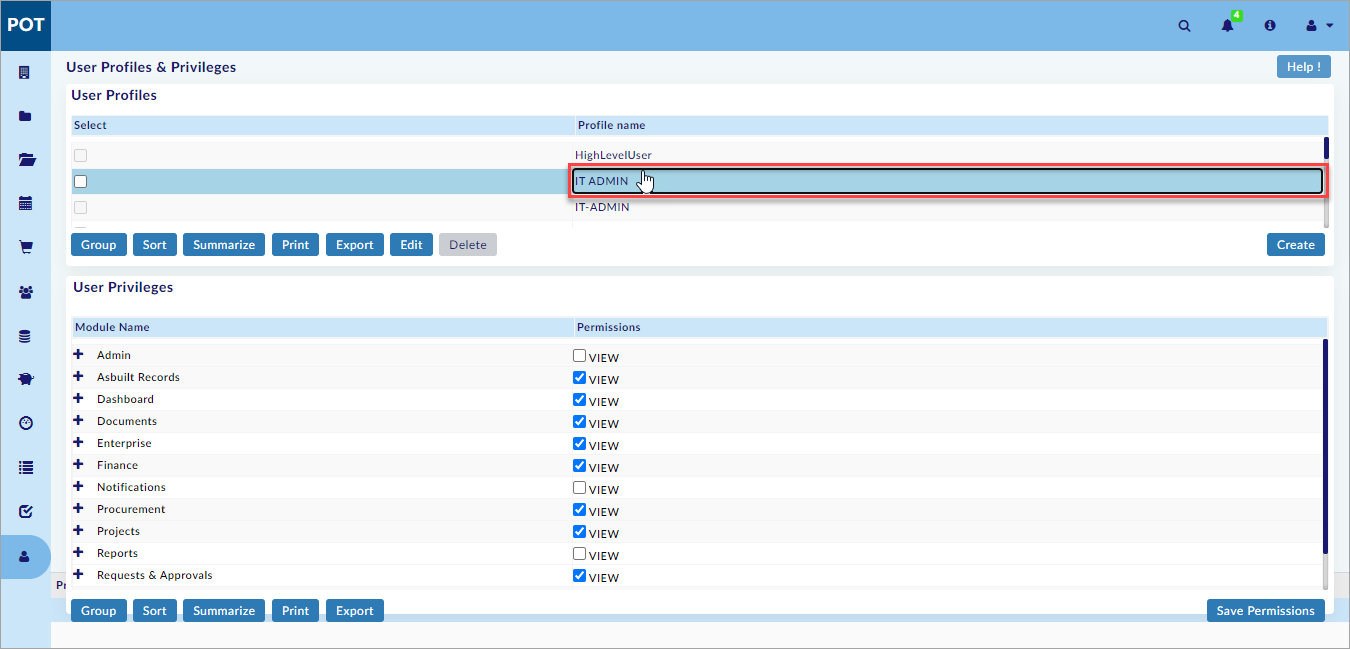 POT
4
User Profiles & Privileges
Help !
User Profiles
Select Profile name
HighLevelUser
IT ADMIN
IT-ADMIN
Group Sort Summarize Print Export Edit Delete Create
User Privileges
Module Name Permissions
Admin VIEW
Asbuilt Records VIEW
Dashboard VIEW
Documents VIEW
Enterprise VIEW
Finance VIEW
Notifications VIEW
Procurement VIEW
Projects VIEW
Reports VIEW
Requests & Approvals VIEW
Group Sort Summarize Print Export Save Permissions